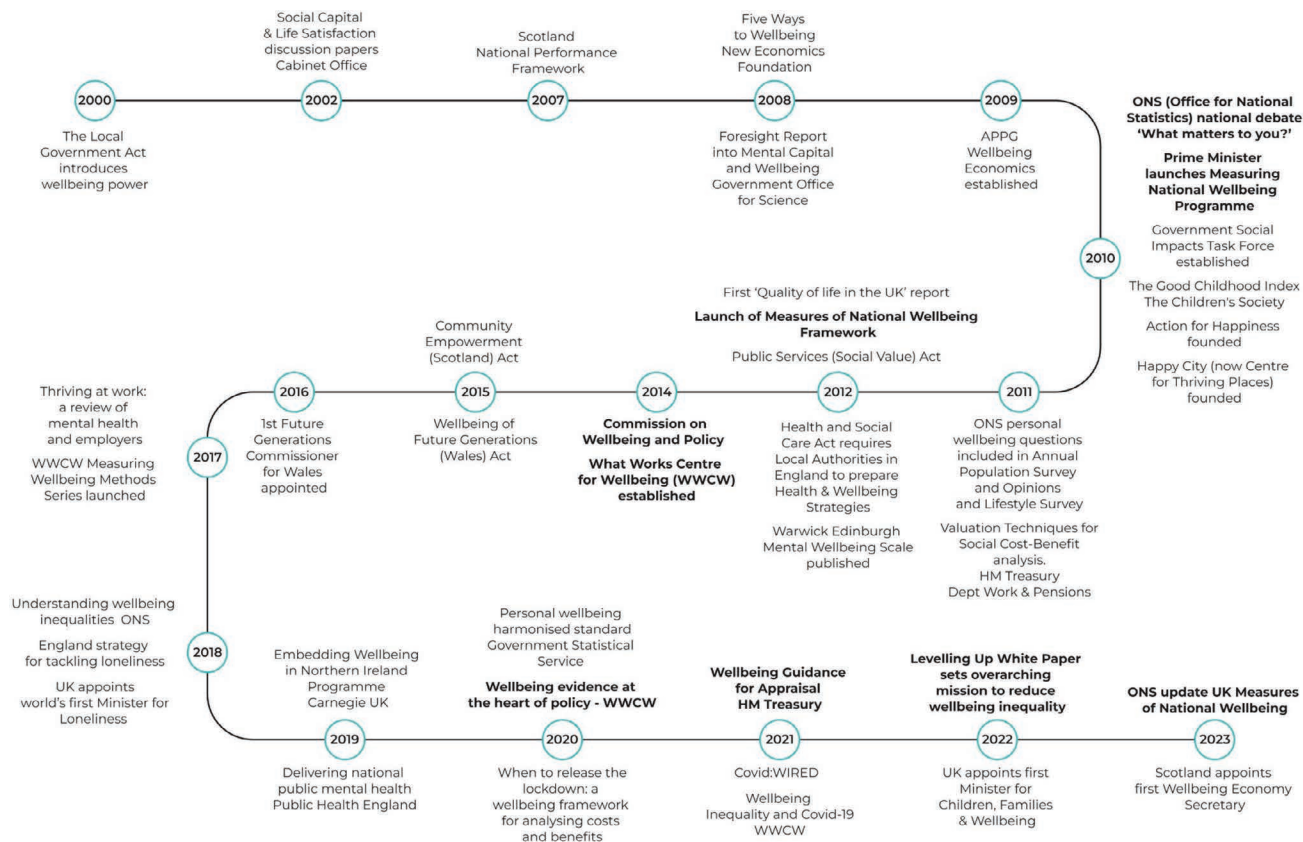 2000
The Local
Government Act
introduces
wellbeing power
Social Capital
& Life Satisfaction
discussion papers
Cabinet Office
2002
Scotland
National Performance
Framework
2007
Five Ways
to Wellbeing
New Economics
Foundation
2008
Foresight Report
into Mental Capital
and Wellbeing
Government Office
for Science
2009
APPG
Wellbeing
Economics
established
ONS (Office for National
Statistics) national debate
‘What matters to you?’
Prime Minister
launches Measuring
National Wellbeing
Programme
2010
Government Social
Impacts Task Force
established
The Good Childhood Index
The Children's Society
Action for Happiness
founded
Happy City (now Centre
for Thriving Places)
founded
2011
ONS personal
wellbeing questions
included in Annual
Population Survey
and Opinions
and Lifestyle Survey
Valuation Techniques for
Social Cost-Benefit
analysis.
HM Treasury
Dept Work & Pensions
First ‘Quality of life in the UK’ report
Launch of Measures of National Wellbeing
Framework
Public Services (Social Value) Act
2012
Health and Social
Care Act requires
Local Authorities in
England to prepare
Health & Wellbeing
Strategies
Warwick Edinburgh
Mental Wellbeing Scale
published
2014
Commission on
Wellbeing and Policy
What Works Centre
for Wellbeing (WWCW)
established
Community
Empowerment
(Scotland) Act
2015
Wellbeing of
Future Generations
(Wales) Act
2016
1st Future
Generations
Commissioner
for Wales
appointed
Thriving at work:
a review of
mental health
and employers
2017
WWCW Measuring
Wellbeing Methods
Series launched
Understanding wellbeing
inequalities ONS
England strategy
for tackling loneliness
2018
UK appoints
world's first Minister for
Loneliness
Embedding Wellbeing
in Northern Ireland
Programme
Carnegie UK
2019
Delivering national
public mental health
Public Health England
Personal wellbeing
harmonised standard
Government Statistical
Service
Wellbeing evidence at
the heart of policy - WWCW
2020
When to release the
lockdown: a
wellbeing framework
for analysing costs
and benefits
Wellbeing Guidance
for Appraisal
HM Treasury
2021
Covid:WIRED
Wellbeing
Inequality and Covid-19
WWCW
Levelling Up White Paper
sets overarching
mission to reduce
wellbeing inequality
2022
UK appoints first
Minister for
Children, Families
& Wellbeing
ONS update UK Measures
of National Wellbeing
2023
Scotland appoints
first Wellbeing Economy
Secretary